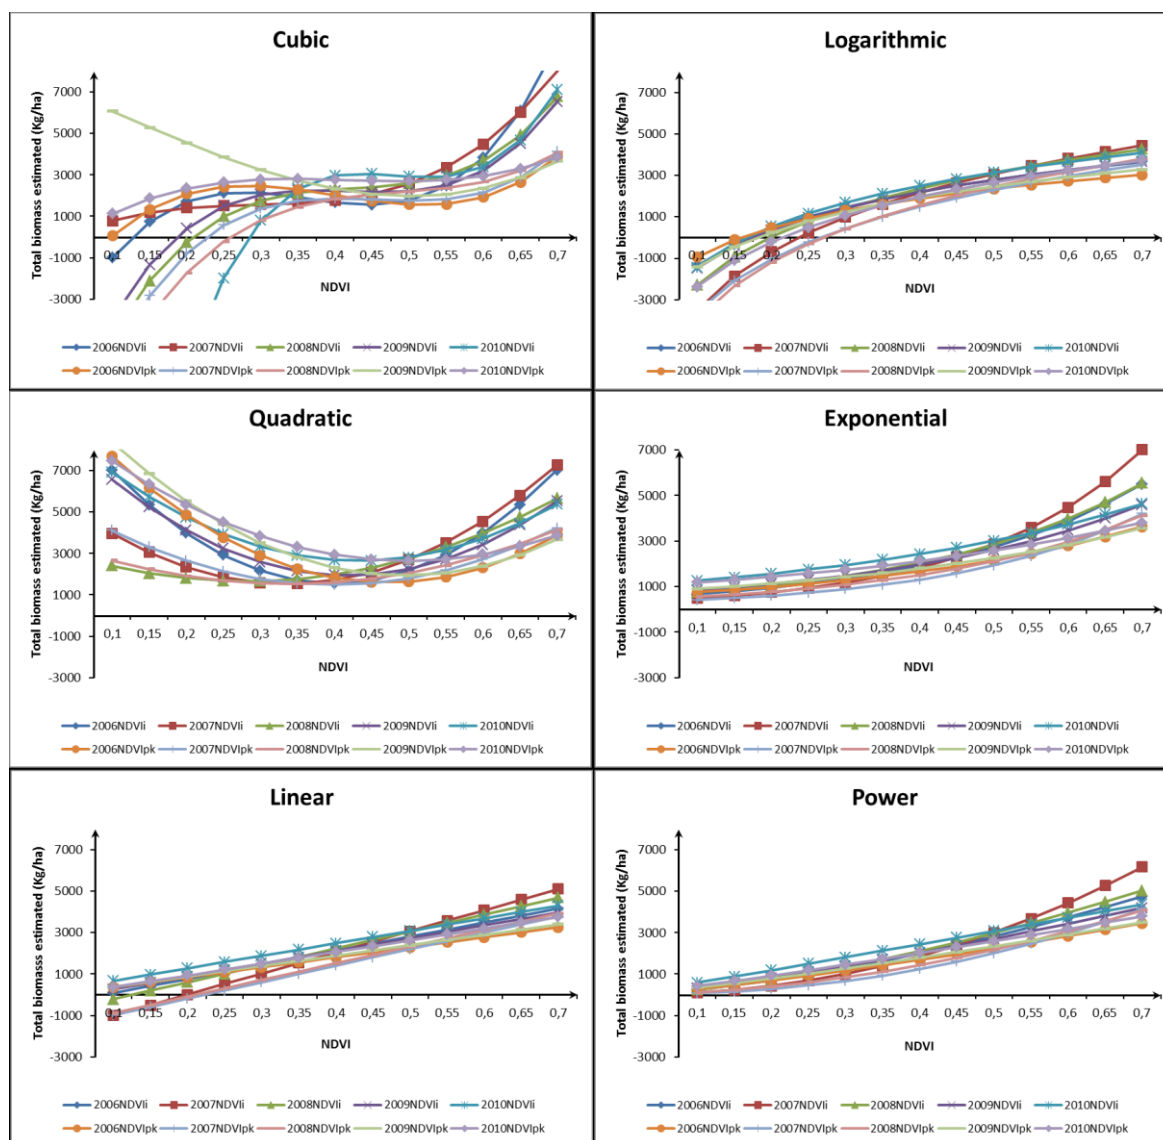 Cubic
Total biomass estimated (Kg/ha)
7000
5000
3000
1000
-1000
-3000
0,1 0,15 0,2 0,25 0,3 0,35 0,4 0,45 0,5 0,55 0,6 0,65 0,7
NDVI
2006NDVIi 2007NDVIi 2008NDVIi 2009NDVIi 2010NDVIi
2006NDVIpk 2007NDVIpk 2008NDVIpk 2009NDVIpk 2010NDVIpk
Logarithmic
Total biomass estimated (Kg/ha)
7000
5000
3000
1000
-1000
-3000
0,1 0,15 0,2 0,25 0,3 0,35 0,4 0,45 0,5 0,55 0,6 0,65 0,7
NDVI
2006NDVIi 2007NDVIi 2008NDVIi 2009NDVIi 2010NDVIi
2006NDVIpk 2007NDVIpk 2008NDVIpk 2009NDVIpk 2010NDVIpk
Quadratic
Total biomass estimated (Kg/ha)
7000
5000
3000
1000
-1000
-3000
0,1 0,15 0,2 0,25 0,3 0,35 0,4 0,45 0,5 0,55 0,6 0,65 0,7
NDVI
2006NDVIi 2007NDVIi 2008NDVIi 2009NDVIi 2010NDVIi
2006NDVIpk 2007NDVIpk 2008NDVIpk 2009NDVIpk 2010NDVIpk
Exponential
Total biomass estimated (Kg/ha)
7000
5000
3000
1000
-1000
-3000
0,1 0,15 0,2 0,25 0,3 0,35 0,4 0,45 0,5 0,55 0,6 0,65 0,7
NDVI
2006NDVIi 2007NDVIi 2008NDVIi 2009NDVIi 2010NDVIi
2006NDVIpk 2007NDVIpk 2008NDVIpk 2009NDVIpk 2010NDVIpk
Linear
Total biomasss estimated (Kg/ha)
7000
5000
3000
1000
-1000
-3000
0,1 0,15 0,2 0,25 0,3 0,35 0,4 0,45 0,5 0,55 0,6 0,65 0,7
NDVI
2006NDVIi 2007NDVIi 2008NDVIi 2009NDVIi 2010NDVIi
2006NDVIpk 2007NDVIpk 2008NDVIpk 2009NDVIpk 2010NDVIpk
Power
Total biomass estimated (Kg/ha)
7000
5000
3000
1000
-1000
-3000
0,1 0,15 0,2 0,25 0,3 0,35 0,4 0,45 0,5 0,55 0,6 0,65 0,7
NDVI
2006NDVIi 2007NDVIi 2008NDVIi 2009NDVIi 2010NDVIi
2006NDVIpk 2007NDVIpk 2008NDVIpk 2009NDVIpk 2010NDVIpk